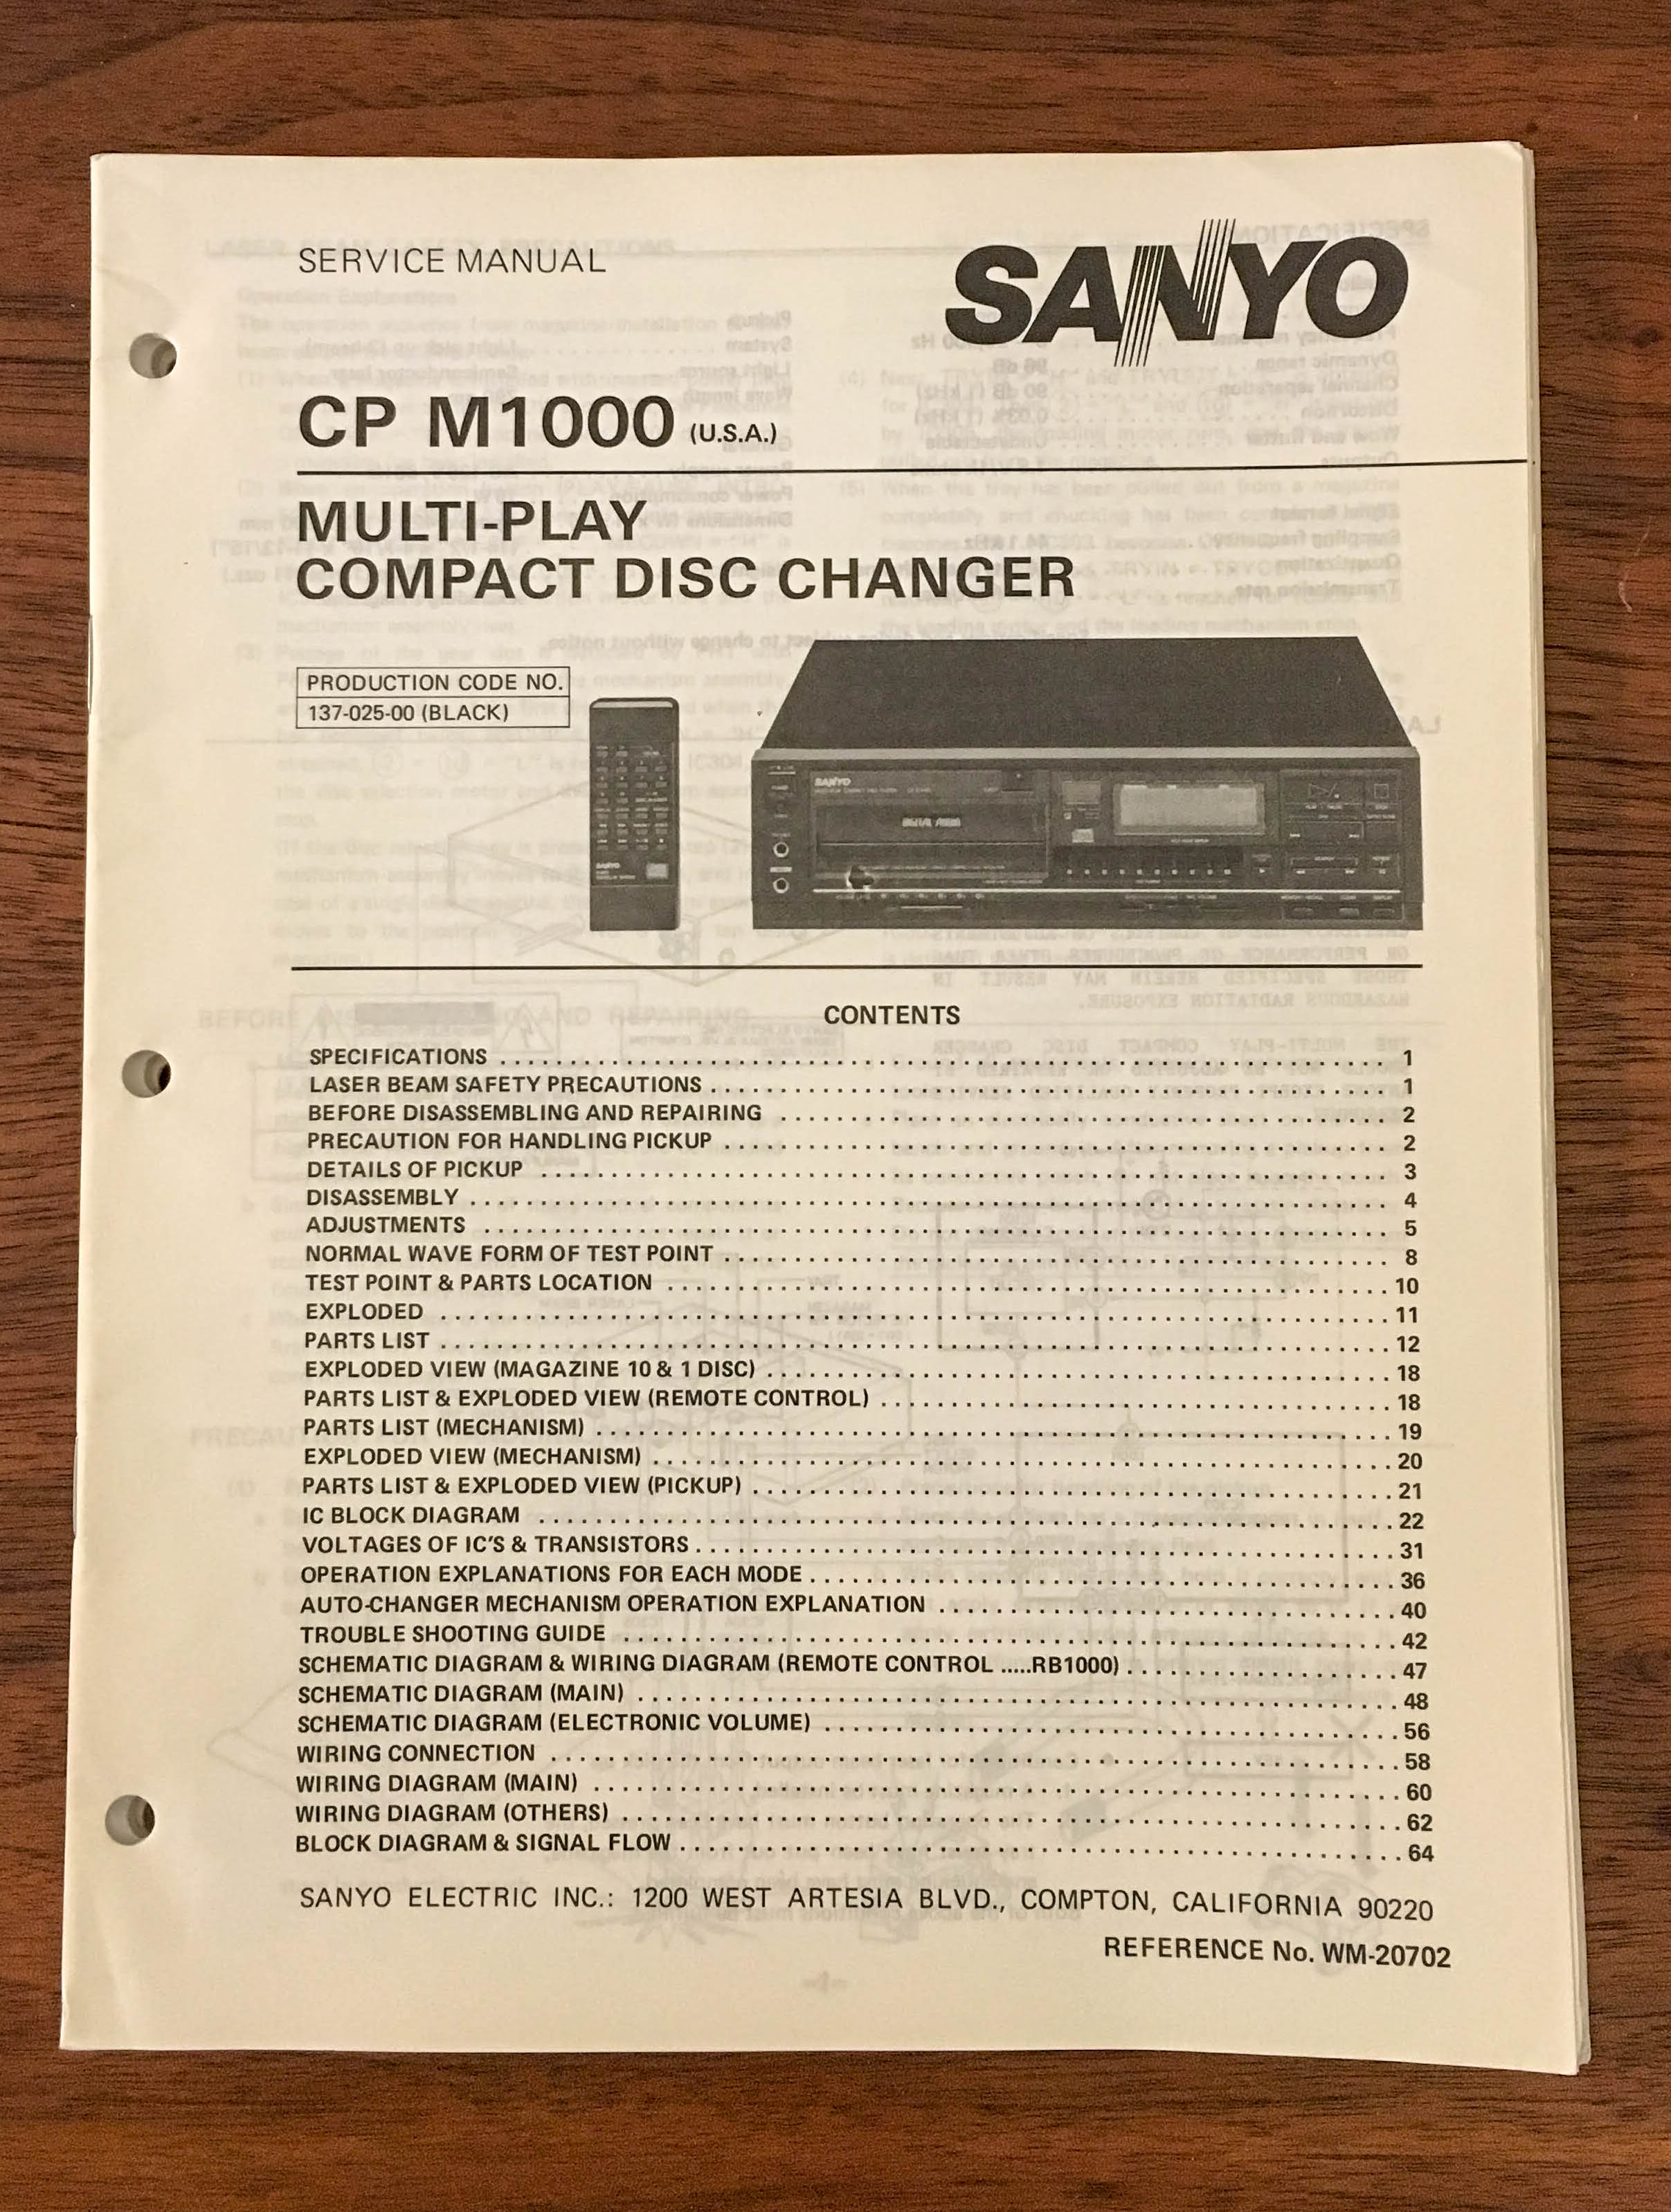 SERVICE MANUAL
SANYO
CP M1000 (U.S.A.)
MULTI-PLAY
COMPACT DISC CHANGER
PRODUCTION CODE NO.
137-025-00 (BLACK)
SANYO
DIGITAL AUDIO
SANYO
CONTENTS
SPECIFICATIONS . . . . . . . . . . 1
LASER BEAM SAFETY PRECAUTIONS . . . . . . . . . . 1
BEFORE DISASSEMBLING AND REPAIRING . . . . . . . . . . 2
PRECAUTION FOR HANDLING PICKUP . . . . . . . . . . 2
DETAILS OF PICKUP . . . . . . . . . . 3
DISASSEMBLY . . . . . . . . . . 4
ADJUSTMENTS . . . . . . . . . . 5
NORMAL WAVE FORM OF TEST POINT . . . . . . . . . . 8
TEST POINT & PARTS LOCATION . . . . . . . . . . 10
EXPLODED . . . . . . . . . . 11
PARTS LIST . . . . . . . . . . 12
EXPLODED VIEW (MAGAZINE 10 & 1 DISC) . . . . . . . . . . 18
PARTS LIST & EXPLODED VIEW (REMOTE CONTROL) . . . . . . . . . . 18
PARTS LIST (MECHANISM) . . . . . . . . . . 19
EXPLODED VIEW (MECHANISM) . . . . . . . . . . 20
PARTS LIST & EXPLODED VIEW (PICKUP) . . . . . . . . . . 21
IC BLOCK DIAGRAM . . . . . . . . . . 22
VOLTAGES OF IC'S & TRANSISTORS . . . . . . . . . . 31
OPERATION EXPLANATIONS FOR EACH MODE . . . . . . . . . . 36
AUTO-CHANGER MECHANISM OPERATION EXPLANATION . . . . . . . . . . 40
TROUBLE SHOOTING GUIDE . . . . . . . . . . 42
SCHEMATIC DIAGRAM & WIRING DIAGRAM (REMOTE CONTROL .....RB1000) . . . . . . . . . . 47
SCHEMATIC DIAGRAM (MAIN) . . . . . . . . . . 48
SCHEMATIC DIAGRAM (ELECTRONIC VOLUME) . . . . . . . . . . 56
WIRING CONNECTION . . . . . . . . . . 58
WIRING DIAGRAM (MAIN) . . . . . . . . . . 60
WIRING DIAGRAM (OTHERS) . . . . . . . . . . 62
BLOCK DIAGRAM & SIGNAL FLOW . . . . . . . . . . 64
SANYO ELECTRIC INC.: 1200 WEST ARTESIA BLVD., COMPTON, CALIFORNIA 90220
REFERENCE No. WM-20702